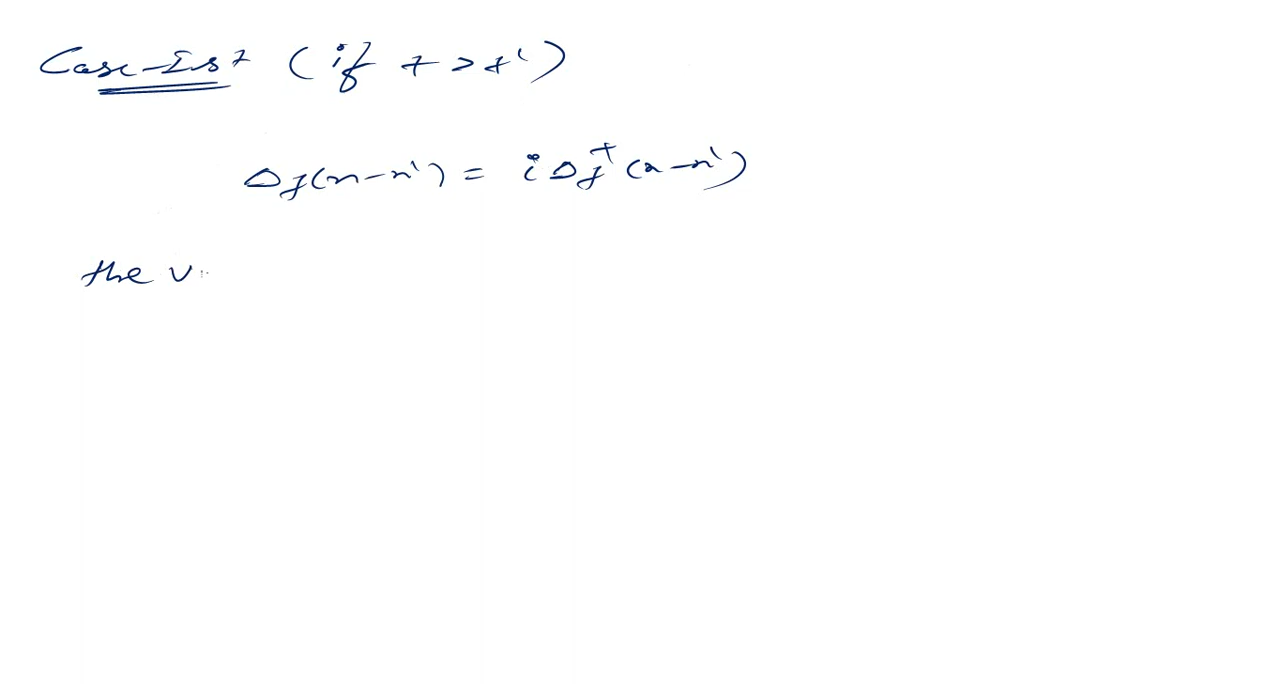 Case-Ist (if t > t')
Δf(x-x') = iΔf⁺(x-x')
the v